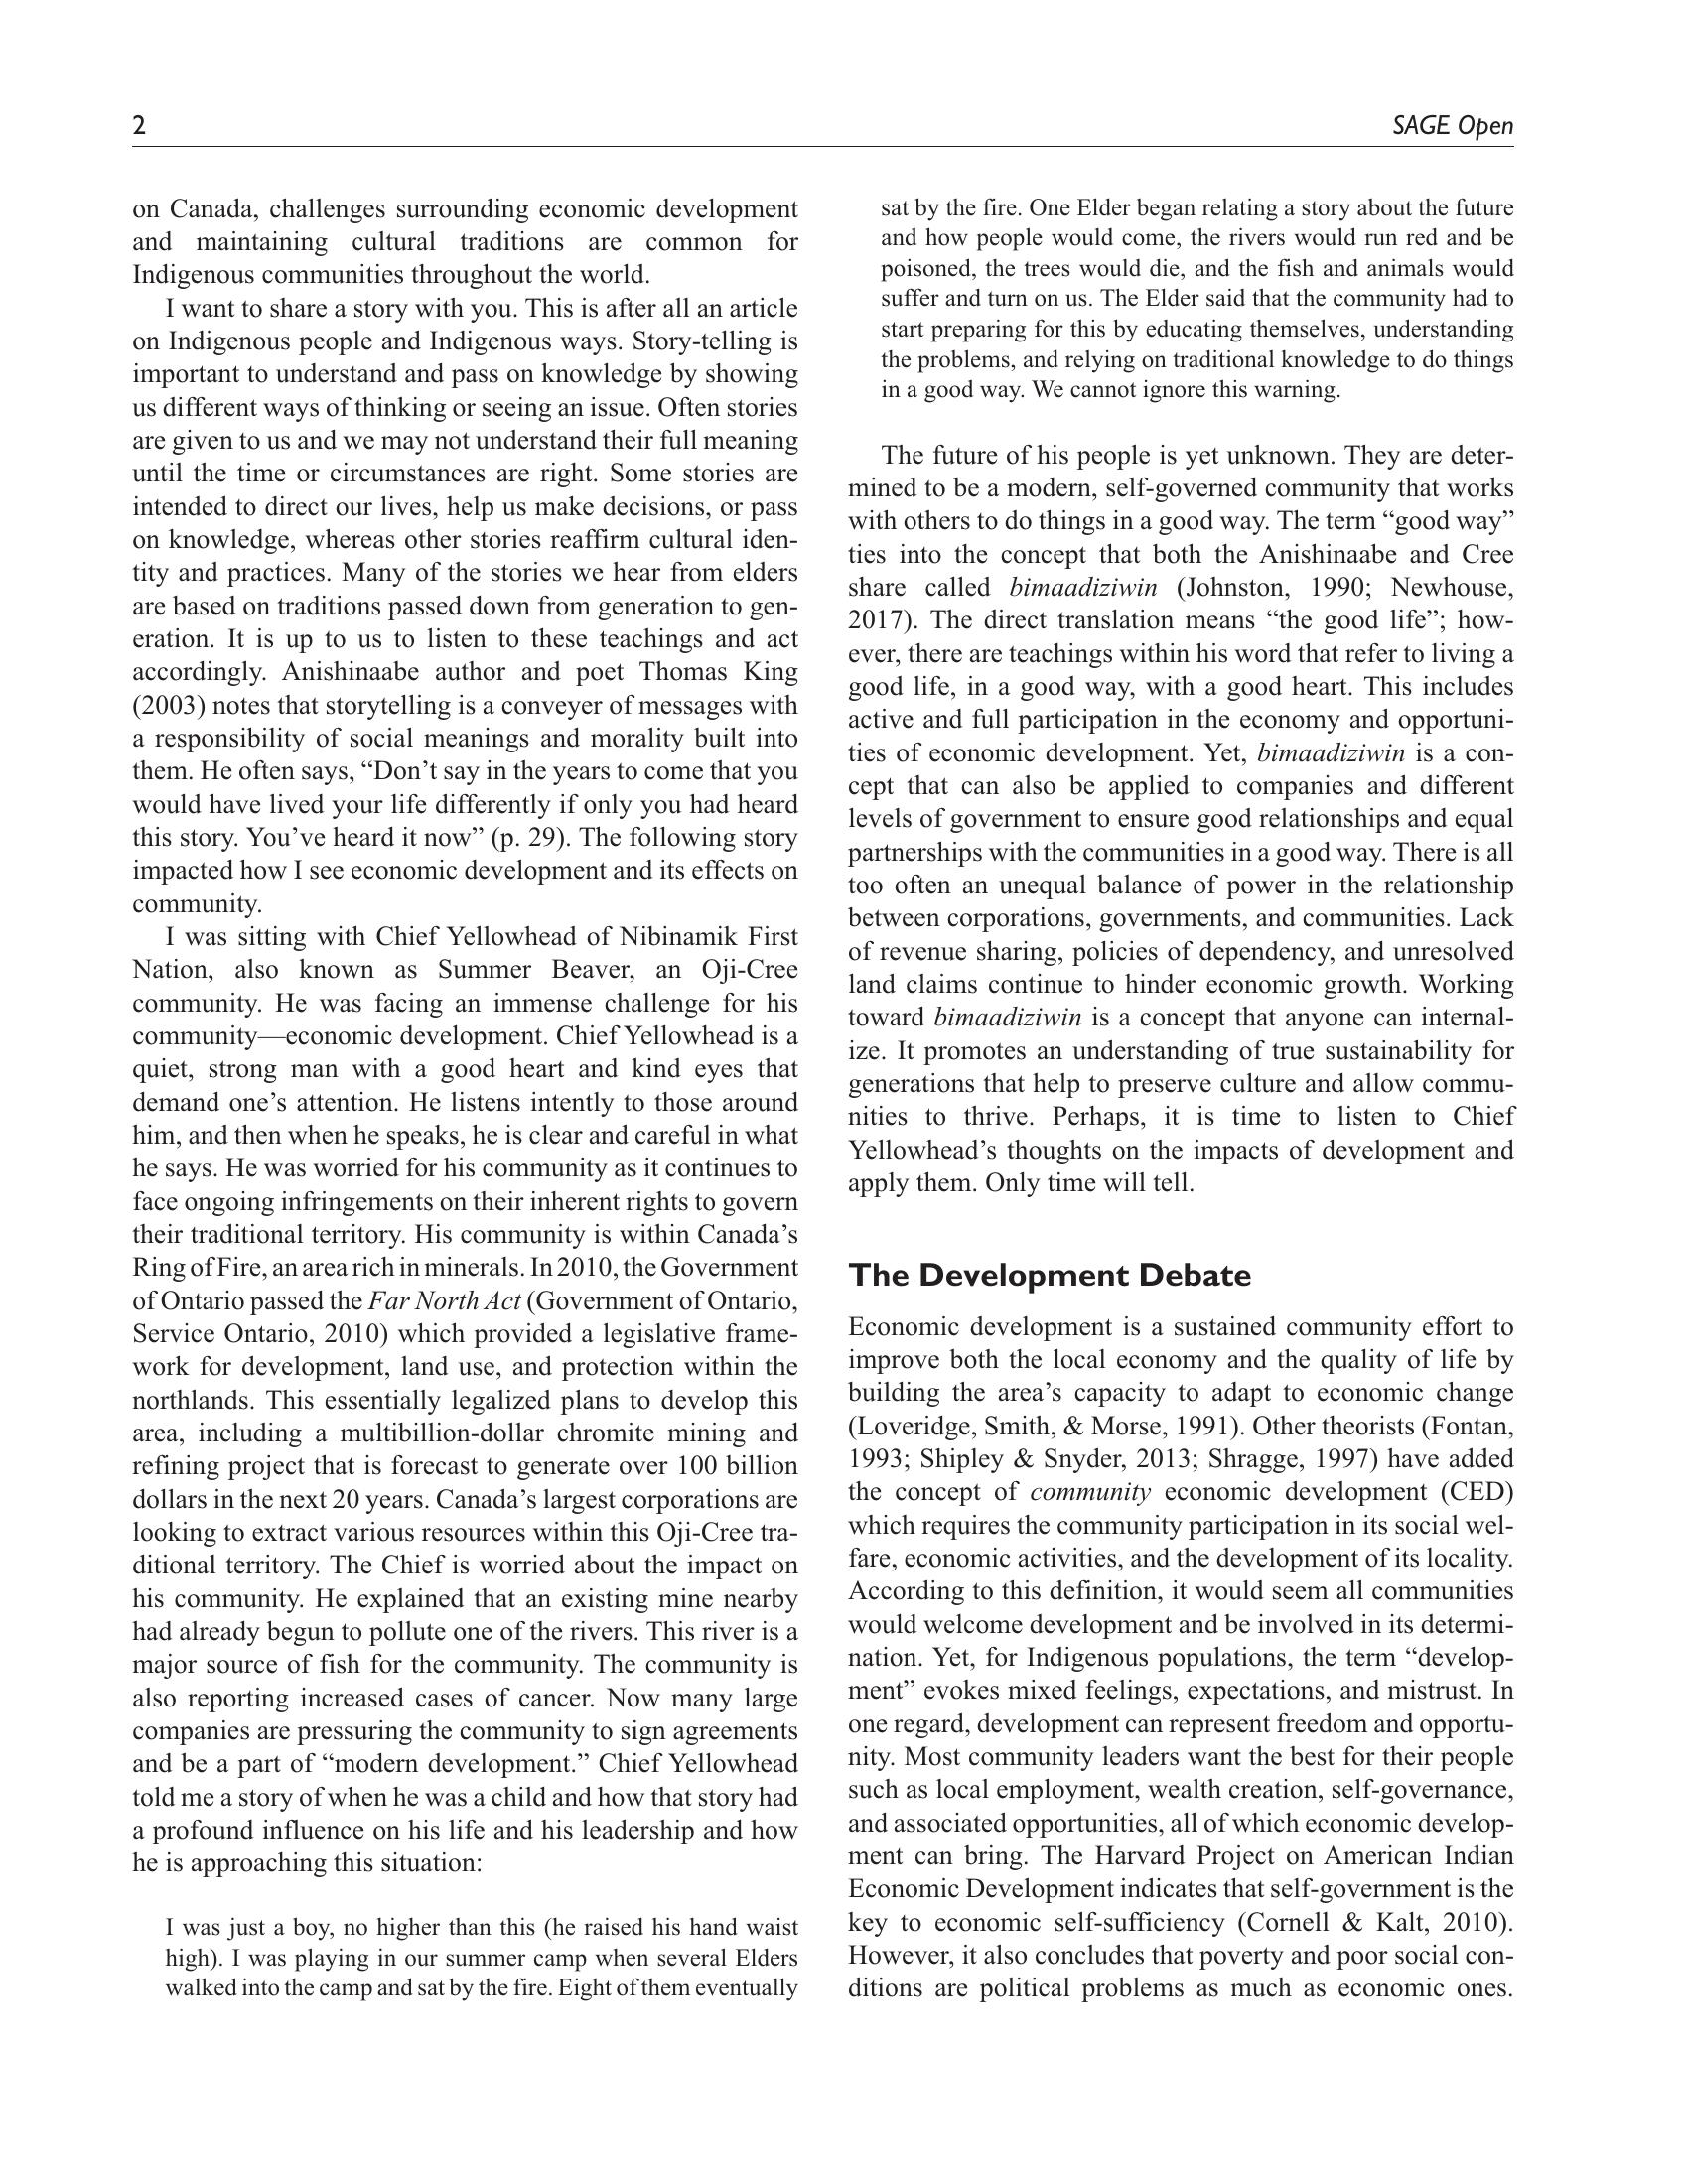 2
SAGE Open
on Canada, challenges surrounding economic development
and maintaining cultural traditions are common for
Indigenous communities throughout the world.
I want to share a story with you. This is after all an article
on Indigenous people and Indigenous ways. Story-telling is
important to understand and pass on knowledge by showing
us different ways of thinking or seeing an issue. Often stories
are given to us and we may not understand their full meaning
until the time or circumstances are right. Some stories are
intended to direct our lives, help us make decisions, or pass
on knowledge, whereas other stories reaffirm cultural iden-
tity and practices. Many of the stories we hear from elders
are based on traditions passed down from generation to gen-
eration. It is up to us to listen to these teachings and act
accordingly. Anishinaabe author and poet Thomas King
(2003) notes that storytelling is a conveyer of messages with
a responsibility of social meanings and morality built into
them. He often says, “Don’t say in the years to come that you
would have lived your life differently if only you had heard
this story. You’ve heard it now” (p. 29). The following story
impacted how I see economic development and its effects on
community.
I was sitting with Chief Yellowhead of Nibinamik First
Nation, also known as Summer Beaver, an Oji-Cree
community. He was facing an immense challenge for his
community—economic development. Chief Yellowhead is a
quiet, strong man with a good heart and kind eyes that
demand one’s attention. He listens intently to those around
him, and then when he speaks, he is clear and careful in what
he says. He was worried for his community as it continues to
face ongoing infringements on their inherent rights to govern
their traditional territory. His community is within Canada’s
Ring of Fire, an area rich in minerals. In 2010, the Government
of Ontario passed the Far North Act (Government of Ontario,
Service Ontario, 2010) which provided a legislative frame-
work for development, land use, and protection within the
northlands. This essentially legalized plans to develop this
area, including a multibillion-dollar chromite mining and
refining project that is forecast to generate over 100 billion
dollars in the next 20 years. Canada’s largest corporations are
looking to extract various resources within this Oji-Cree tra-
ditional territory. The Chief is worried about the impact on
his community. He explained that an existing mine nearby
had already begun to pollute one of the rivers. This river is a
major source of fish for the community. The community is
also reporting increased cases of cancer. Now many large
companies are pressuring the community to sign agreements
and be a part of “modern development.” Chief Yellowhead
told me a story of when he was a child and how that story had
a profound influence on his life and his leadership and how
he is approaching this situation:
I was just a boy, no higher than this (he raised his hand waist
high). I was playing in our summer camp when several Elders
walked into the camp and sat by the fire. Eight of them eventually
sat by the fire. One Elder began relating a story about the future
and how people would come, the rivers would run red and be
poisoned, the trees would die, and the fish and animals would
suffer and turn on us. The Elder said that the community had to
start preparing for this by educating themselves, understanding
the problems, and relying on traditional knowledge to do things
in a good way. We cannot ignore this warning.
The future of his people is yet unknown. They are deter-
mined to be a modern, self-governed community that works
with others to do things in a good way. The term “good way”
ties into the concept that both the Anishinaabe and Cree
share called bimaadiziwin (Johnston, 1990; Newhouse,
2017). The direct translation means “the good life”; how-
ever, there are teachings within his word that refer to living a
good life, in a good way, with a good heart. This includes
active and full participation in the economy and opportuni-
ties of economic development. Yet, bimaadiziwin is a con-
cept that can also be applied to companies and different
levels of government to ensure good relationships and equal
partnerships with the communities in a good way. There is all
too often an unequal balance of power in the relationship
between corporations, governments, and communities. Lack
of revenue sharing, policies of dependency, and unresolved
land claims continue to hinder economic growth. Working
toward bimaadiziwin is a concept that anyone can internal-
ize. It promotes an understanding of true sustainability for
generations that help to preserve culture and allow commu-
nities to thrive. Perhaps, it is time to listen to Chief
Yellowhead’s thoughts on the impacts of development and
apply them. Only time will tell.
The Development Debate
Economic development is a sustained community effort to
improve both the local economy and the quality of life by
building the area’s capacity to adapt to economic change
(Loveridge, Smith, & Morse, 1991). Other theorists (Fontan,
1993; Shipley & Snyder, 2013; Shragge, 1997) have added
the concept of community economic development (CED)
which requires the community participation in its social wel-
fare, economic activities, and the development of its locality.
According to this definition, it would seem all communities
would welcome development and be involved in its determi-
nation. Yet, for Indigenous populations, the term “develop-
ment” evokes mixed feelings, expectations, and mistrust. In
one regard, development can represent freedom and opportu-
nity. Most community leaders want the best for their people
such as local employment, wealth creation, self-governance,
and associated opportunities, all of which economic develop-
ment can bring. The Harvard Project on American Indian
Economic Development indicates that self-government is the
key to economic self-sufficiency (Cornell & Kalt, 2010).
However, it also concludes that poverty and poor social con-
ditions are political problems as much as economic ones.